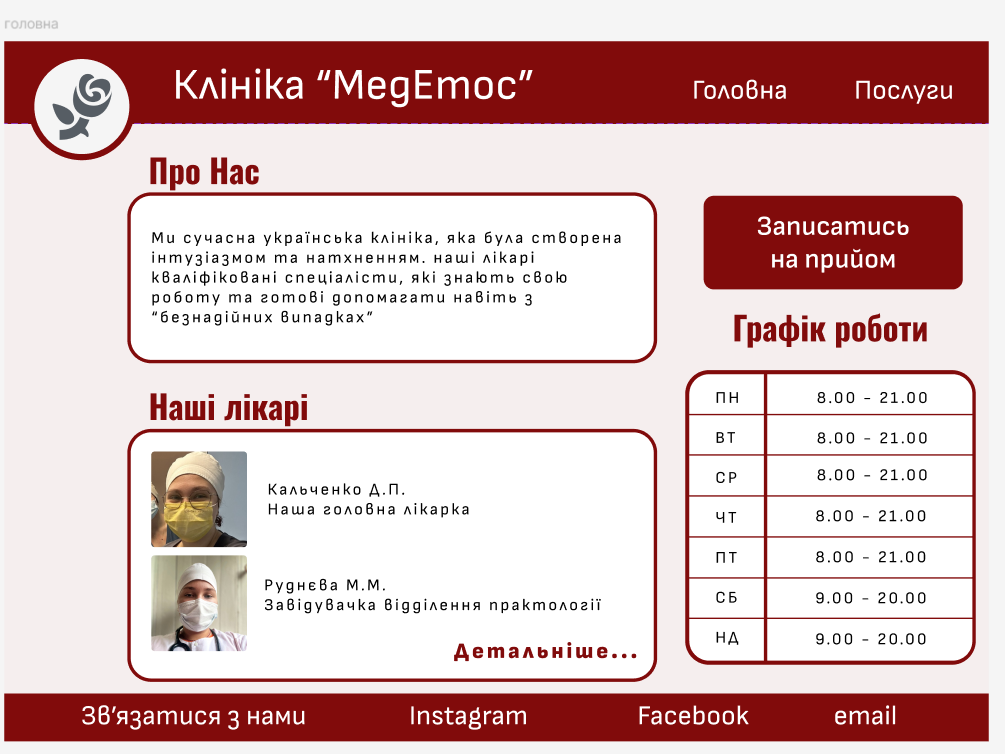 головна
Клініка “МедЕтос”
Головна
Послуги
Про Нас
Ми сучасна українська клініка, яка була створена
інтузіазмом та натхненням. наші лікарі
кваліфіковані спеціалісти, які знають свою
роботу та готові допомагати навіть з
“безнадійних випадках”
Наші лікарі
Кальченко Д.П.
Наша головна лікарка
Руднєва М.М.
Завідувачка відділення практології
Детальніше...
Записатись
на прийом
Графік роботи
ПН 8.00 - 21.00
ВТ 8.00 - 21.00
СР 8.00 - 21.00
ЧТ 8.00 - 21.00
ПТ 8.00 - 21.00
СБ 9.00 - 20.00
НД 9.00 - 20.00
Зв’язатися з нами
Instagram
Facebook
email